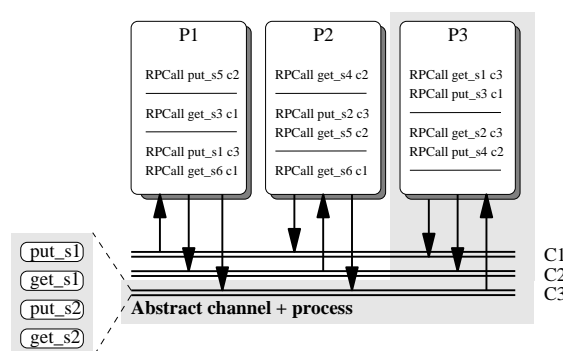 P1
RPCall put_s5 c2
RPCall get_s3 c1
RPCall put_s1 c3
RPCall get_s6 c1
P2
RPCall get_s4 c2
RPCall put_s2 c3
RPCall get_s5 c2
RPCall get_s6 c1
P3
RPCall get_s1 c3
RPCall put_s3 c1
RPCall get_s2 c3
RPCall put_s4 c2
C1
C2
C3
put_s1
get_s1
put_s2
get_s2
Abstract channel + process